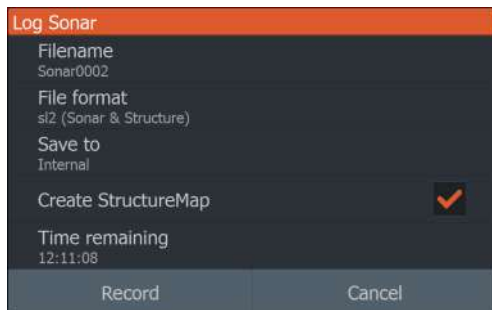 Log Sonar
Filename
Sonar0002
File format
sl2 (Sonar & Structure)
Save to
Internal
Create StructureMap
Time remaining
12:11:08
Record Cancel